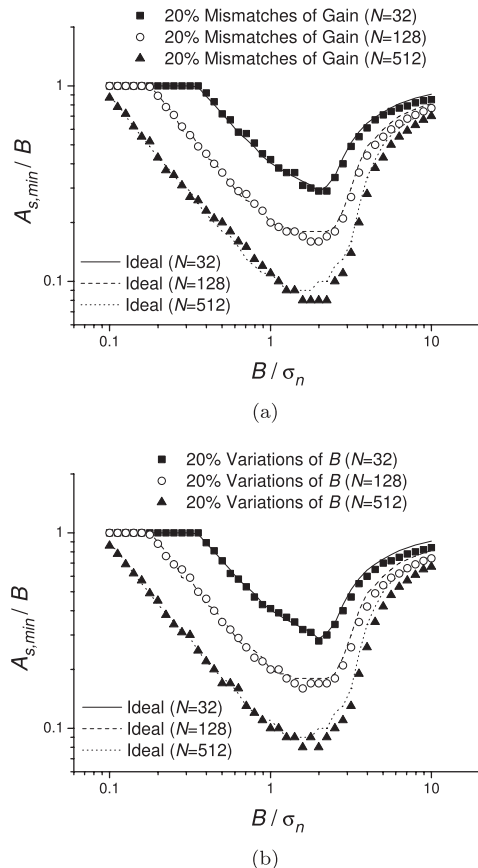 20% Mismatches of Gain (N=32)
20% Mismatches of Gain (N=128)
20% Mismatches of Gain (N=512)
1
0.1
A_{s,min} / B
Ideal (N=32)
Ideal (N=128)
Ideal (N=512)
0.1 1 10
B / σ_n
(a)
20% Variations of B (N=32)
20% Variations of B (N=128)
20% Variations of B (N=512)
1
0.1
A_{s,min} / B
Ideal (N=32)
Ideal (N=128)
Ideal (N=512)
0.1 1 10
B / σ_n
(b)